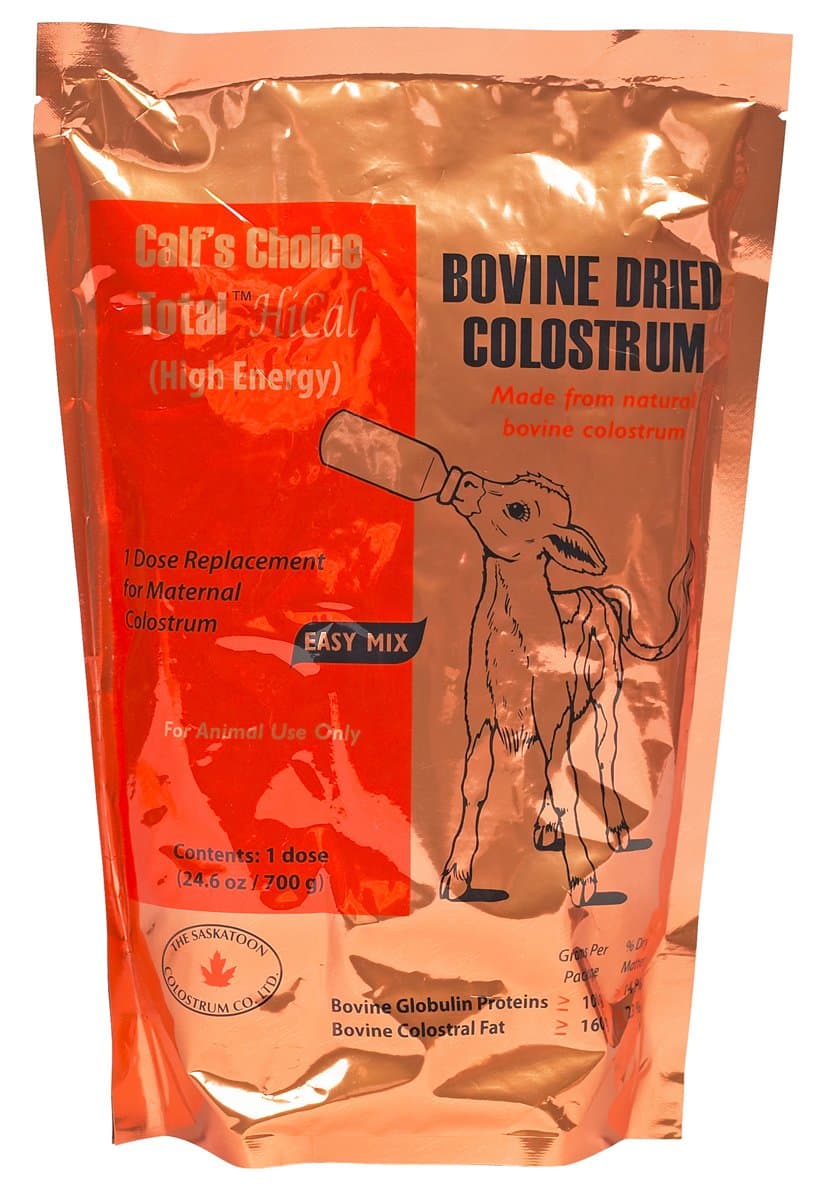 Calf's Choice
Total™ HiCal
(High Energy)
BOVINE DRIED
COLOSTRUM
Made from natural
bovine colostrum
1 Dose Replacement
for Maternal
Colostrum
EASY MIX
For Animal Use Only
Contents: 1 dose
(24.6 oz / 700 g)
THE SASKATOON
COLOSTRUM CO. LTD.
Per
Bovine Globulin Proteins ≥
Bovine Colostral Fat ≥